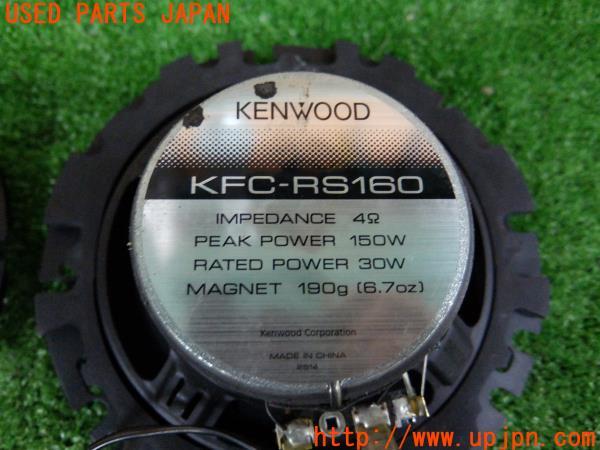 USED PARTS JAPAN
KENWOOD
KFC-RS160
IMPEDANCE 4Ω
PEAK POWER 150W
RATED POWER 30W
MAGNET 190g (6.7oz)
Kenwood Corporation
MADE IN CHINA
2914
http://www.upjpn.com